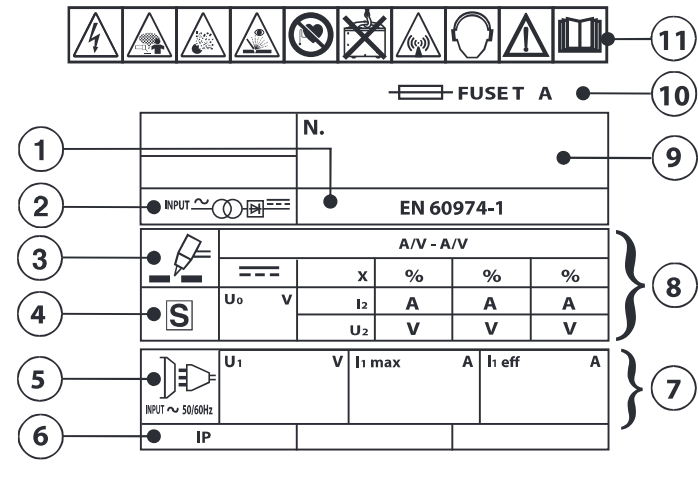 11
FUSE T A
10
N.
1
9
2
INPUT
EN 60974-1
3
A/V - A/V
X % % %
8
4
S
U0 V
I2 A A A
U2 V V V
5
U1 V
I1 max A
I1 eff A
7
INPUT ~ 50/60Hz
6
IP